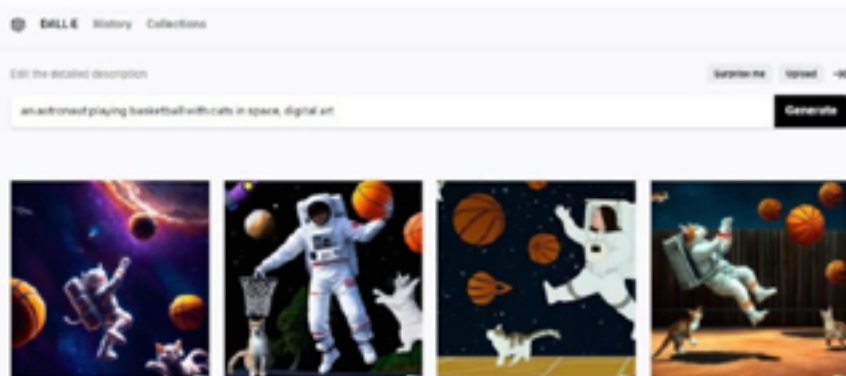 DALL·E History Collections
Edit the detailed description
Surprise me Upload
an astronaut playing basketball with cats in space, digital art
Generate